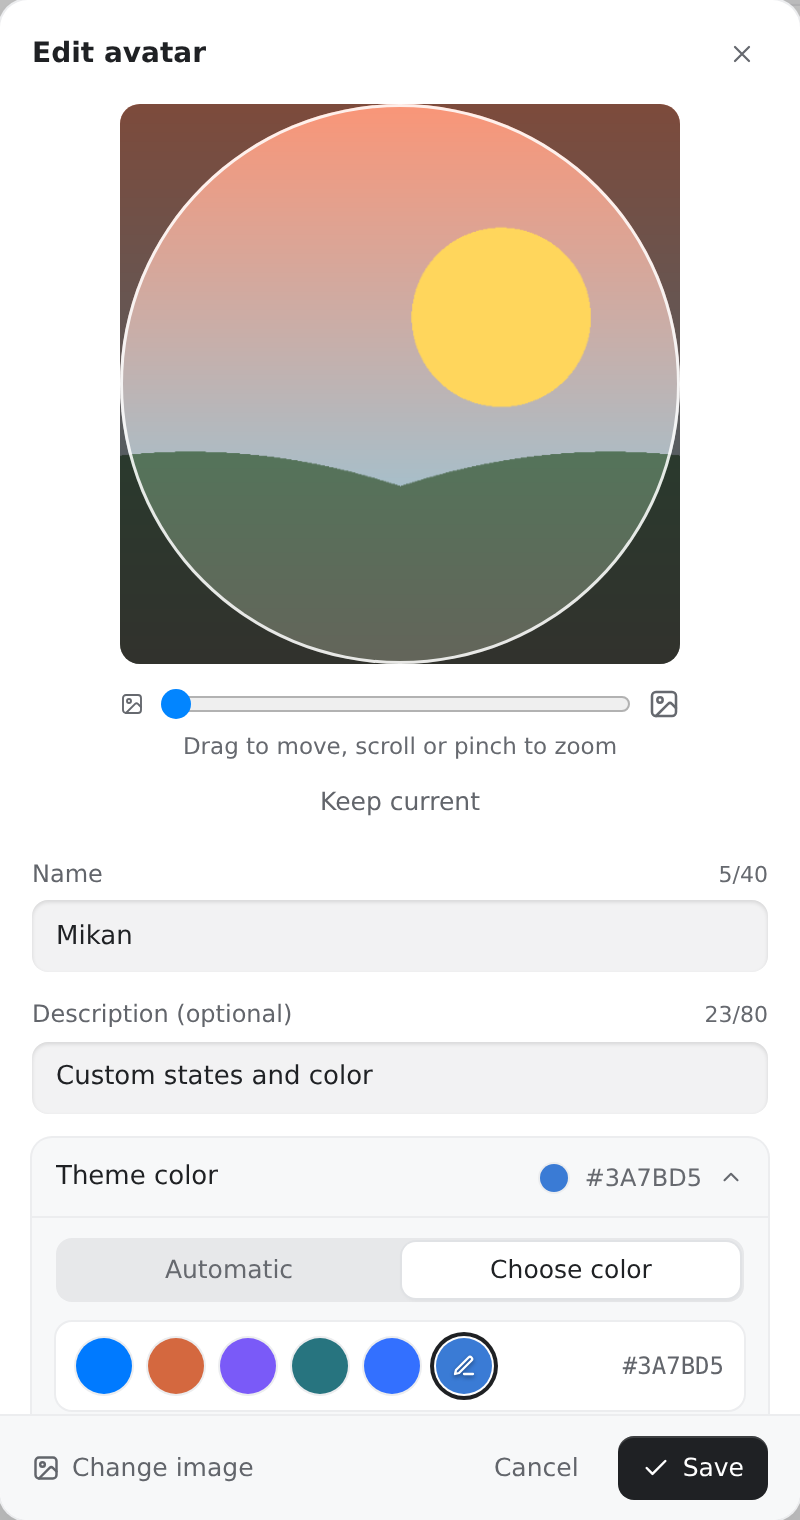 Edit avatar
Drag to move, scroll or pinch to zoom
Keep current
Name 5/40
Mikan
Description (optional) 23/80
Custom states and color
Theme color #3A7BD5
Automatic Choose color
#3A7BD5
Change image Cancel Save